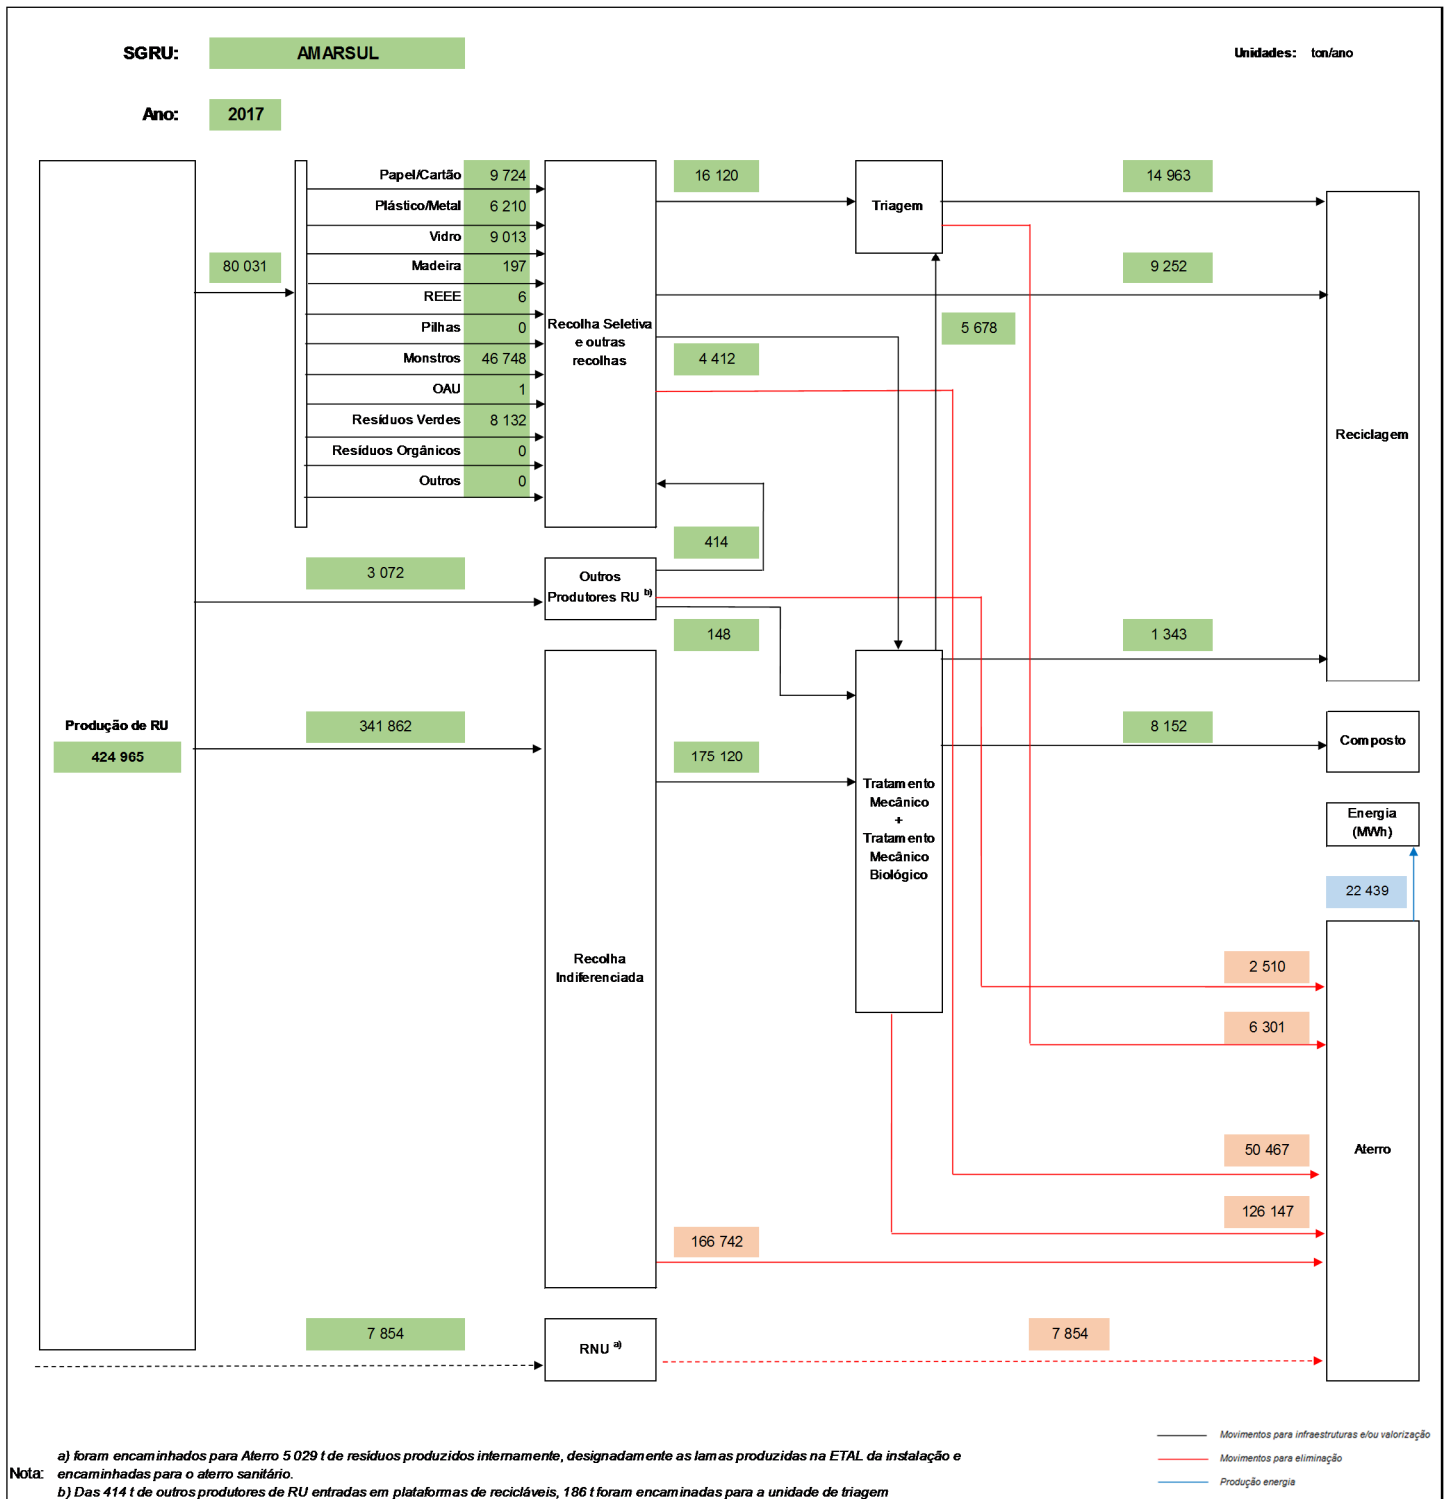 SGRU: AMARSUL Unidades: ton/ano
Ano: 2017
Papel/Cartão 9 724
Plástico/Metal 6 210
Vidro 9 013
Madeira 197
REEE 6
Pilhas 0
Monstros 46 748
OAU 1
Resíduos Verdes 8 132
Resíduos Orgânicos 0
Outros 0
80 031
Recolha Seletiva
e outras
recolhas
16 120
Triagem
14 963
9 252
5 678
4 412
Reciclagem
414
3 072
Outros
Produtores RU b)
148
1 343
Produção de RU
424 965
341 862
175 120
8 152
Composto
Tratamento
Mecânico
+
Tratamento
Mecânico
Biológico
Energia
(MWh)
22 439
Recolha
Indiferenciada
2 510
6 301
50 467
126 147
Aterro
166 742
7 854
RNU a)
7 854
Movimentos para infraestruturas e/ou valorização
Movimentos para eliminação
Produção energia
Nota:
a) foram encaminhados para Aterro 5 029 t de resíduos produzidos internamente, designadamente as lamas produzidas na ETAL da instalação e
encaminhadas para o aterro sanitário.
b) Das 414 t de outros produtores de RU entradas em plataformas de recicláveis, 186 t foram encaminadas para a unidade de triagem